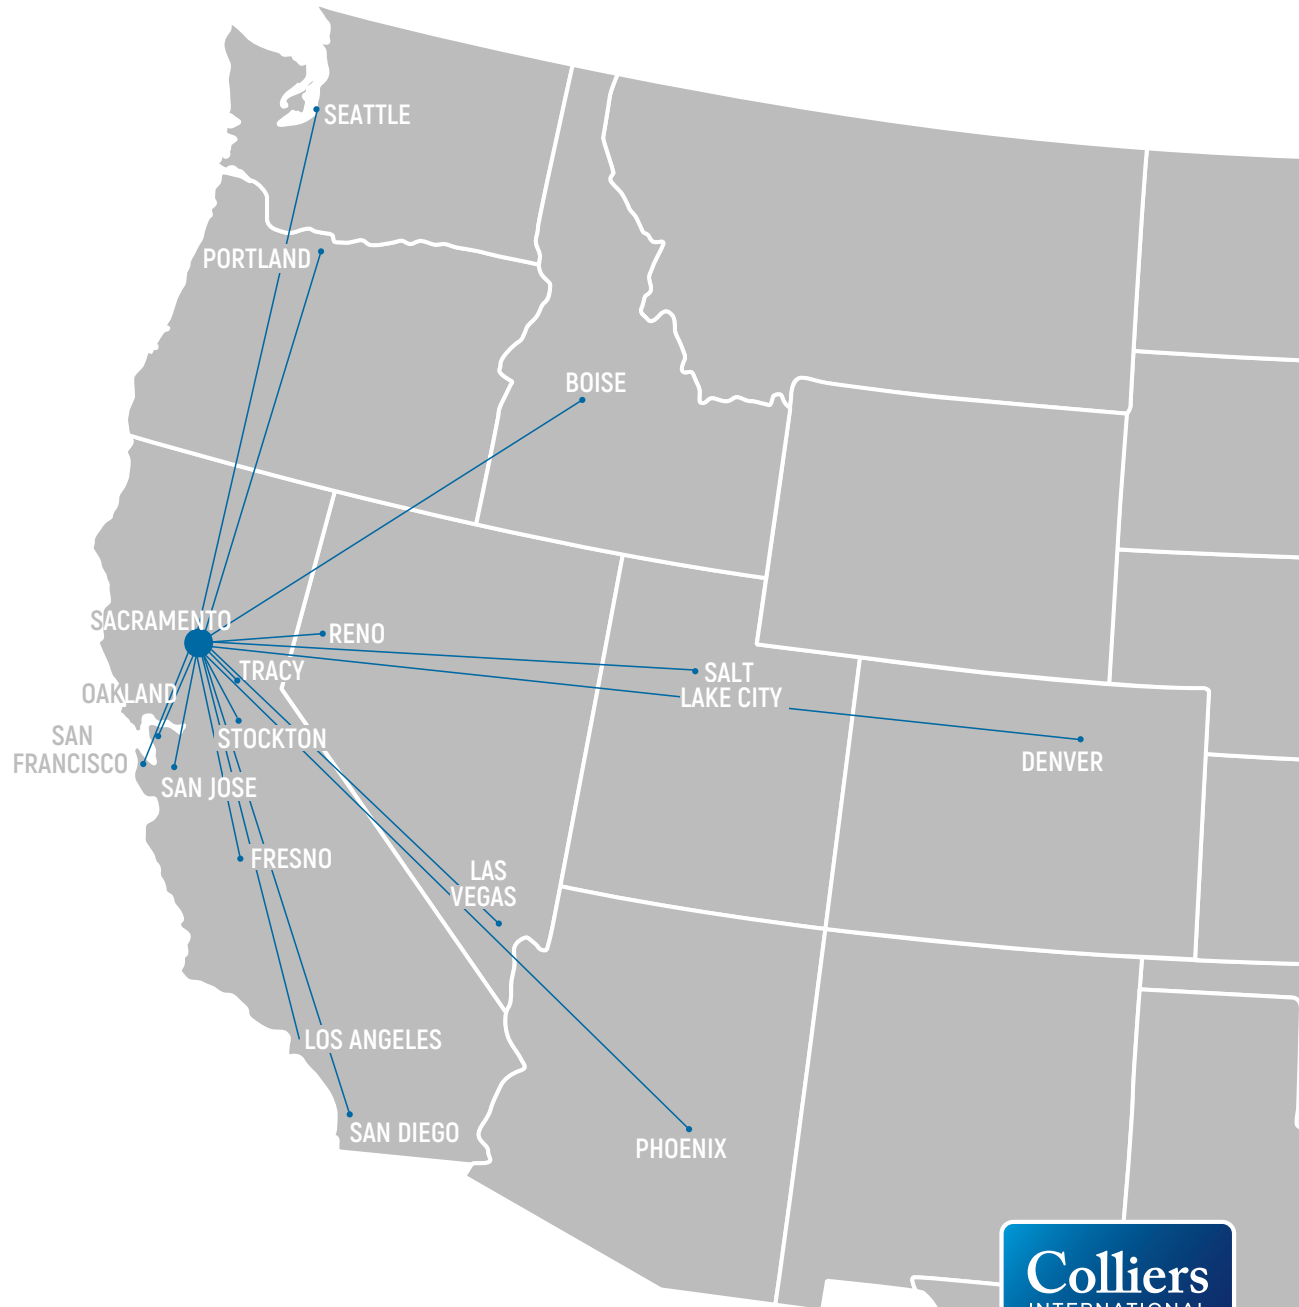 SEATTLE
PORTLAND
BOISE
SACRAMENTO
RENO
TRACY
SALT
LAKE CITY
OAKLAND
SAN
FRANCISCO
STOCKTON
DENVER
SAN JOSE
FRESNO
LAS
VEGAS
LOS ANGELES
SAN DIEGO
PHOENIX
Colliers
INTERNATIONAL